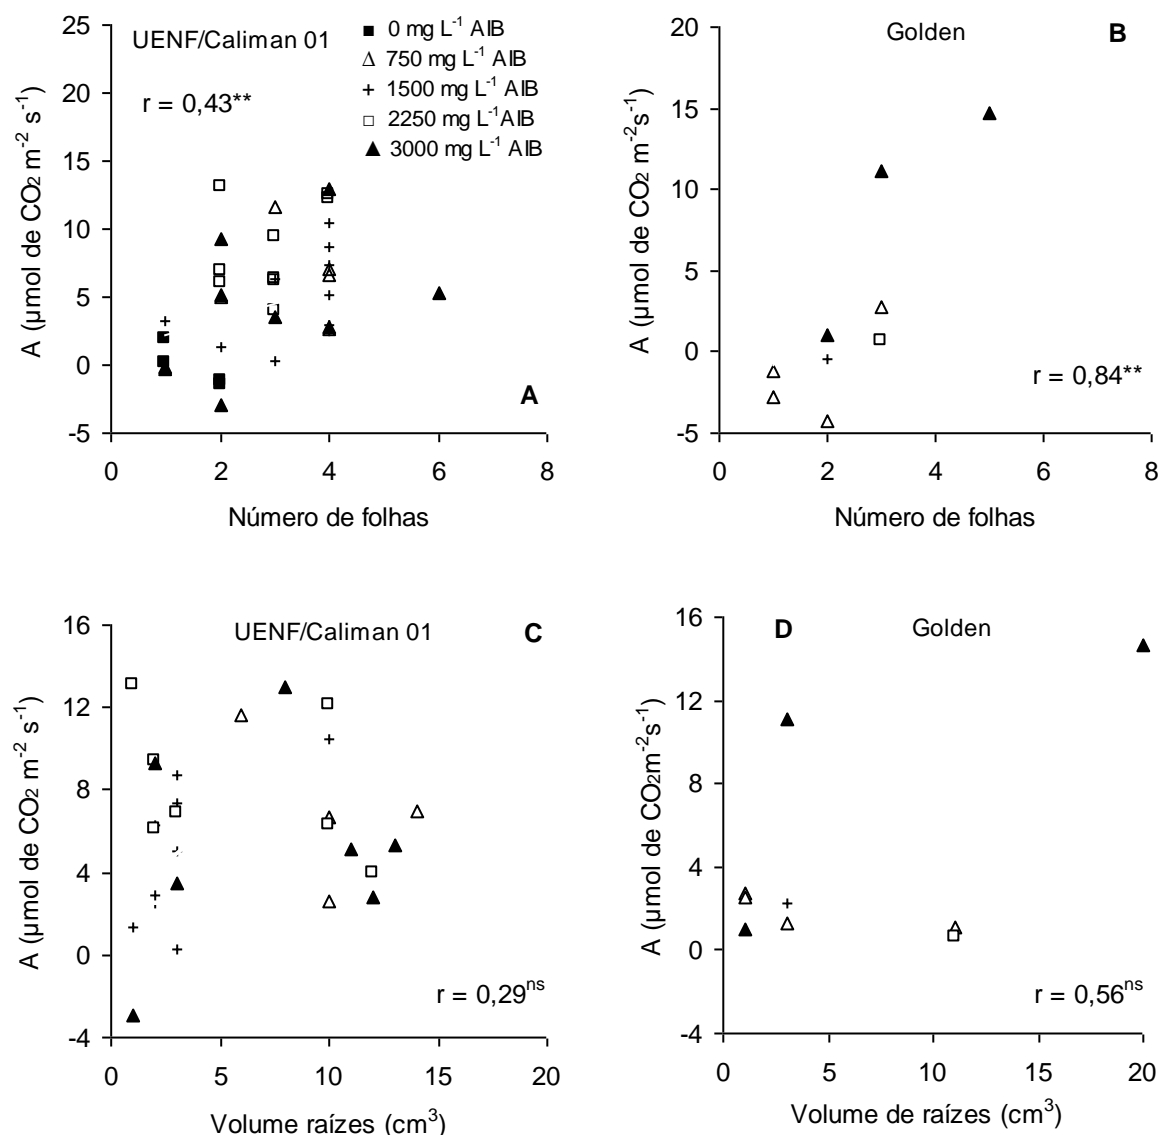 UENF/Caliman 01
r = 0,43**
■ 0 mg L⁻¹ AIB
△ 750 mg L⁻¹ AIB
+ 1500 mg L⁻¹ AIB
□ 2250 mg L⁻¹AIB
▲ 3000 mg L⁻¹ AIB
A (µmol de CO₂ m⁻² s⁻¹)
25
20
15
10
5
0
-5
A
0 2 4 6 8
Número de folhas
Golden
B
A (µmol de CO₂ m⁻²s⁻¹)
20
15
10
5
0
-5
r = 0,84**
0 2 4 6 8
Número de folhas
UENF/Caliman 01
C
A (µmol de CO₂ m⁻² s⁻¹)
16
12
8
4
0
-4
r = 0,29ⁿˢ
0 5 10 15 20
Volume raízes (cm³)
D
Golden
A (µmol de CO₂m⁻²s⁻¹)
16
12
8
4
0
-4
r = 0,56ⁿˢ
0 5 10 15 20
Volume de raízes (cm³)